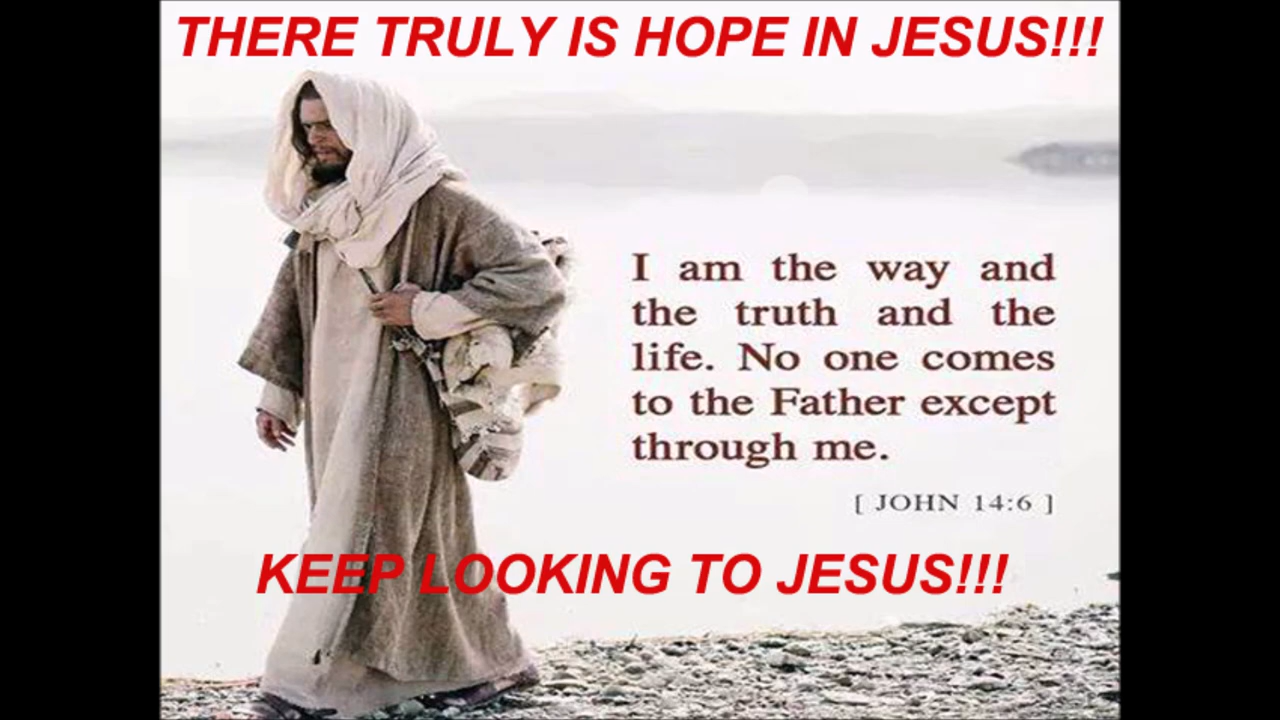 THERE TRULY IS HOPE IN JESUS!!!
I am the way and
the truth and the
life. No one comes
to the Father except
through me.
[ JOHN 14:6 ]
KEEP LOOKING TO JESUS!!!